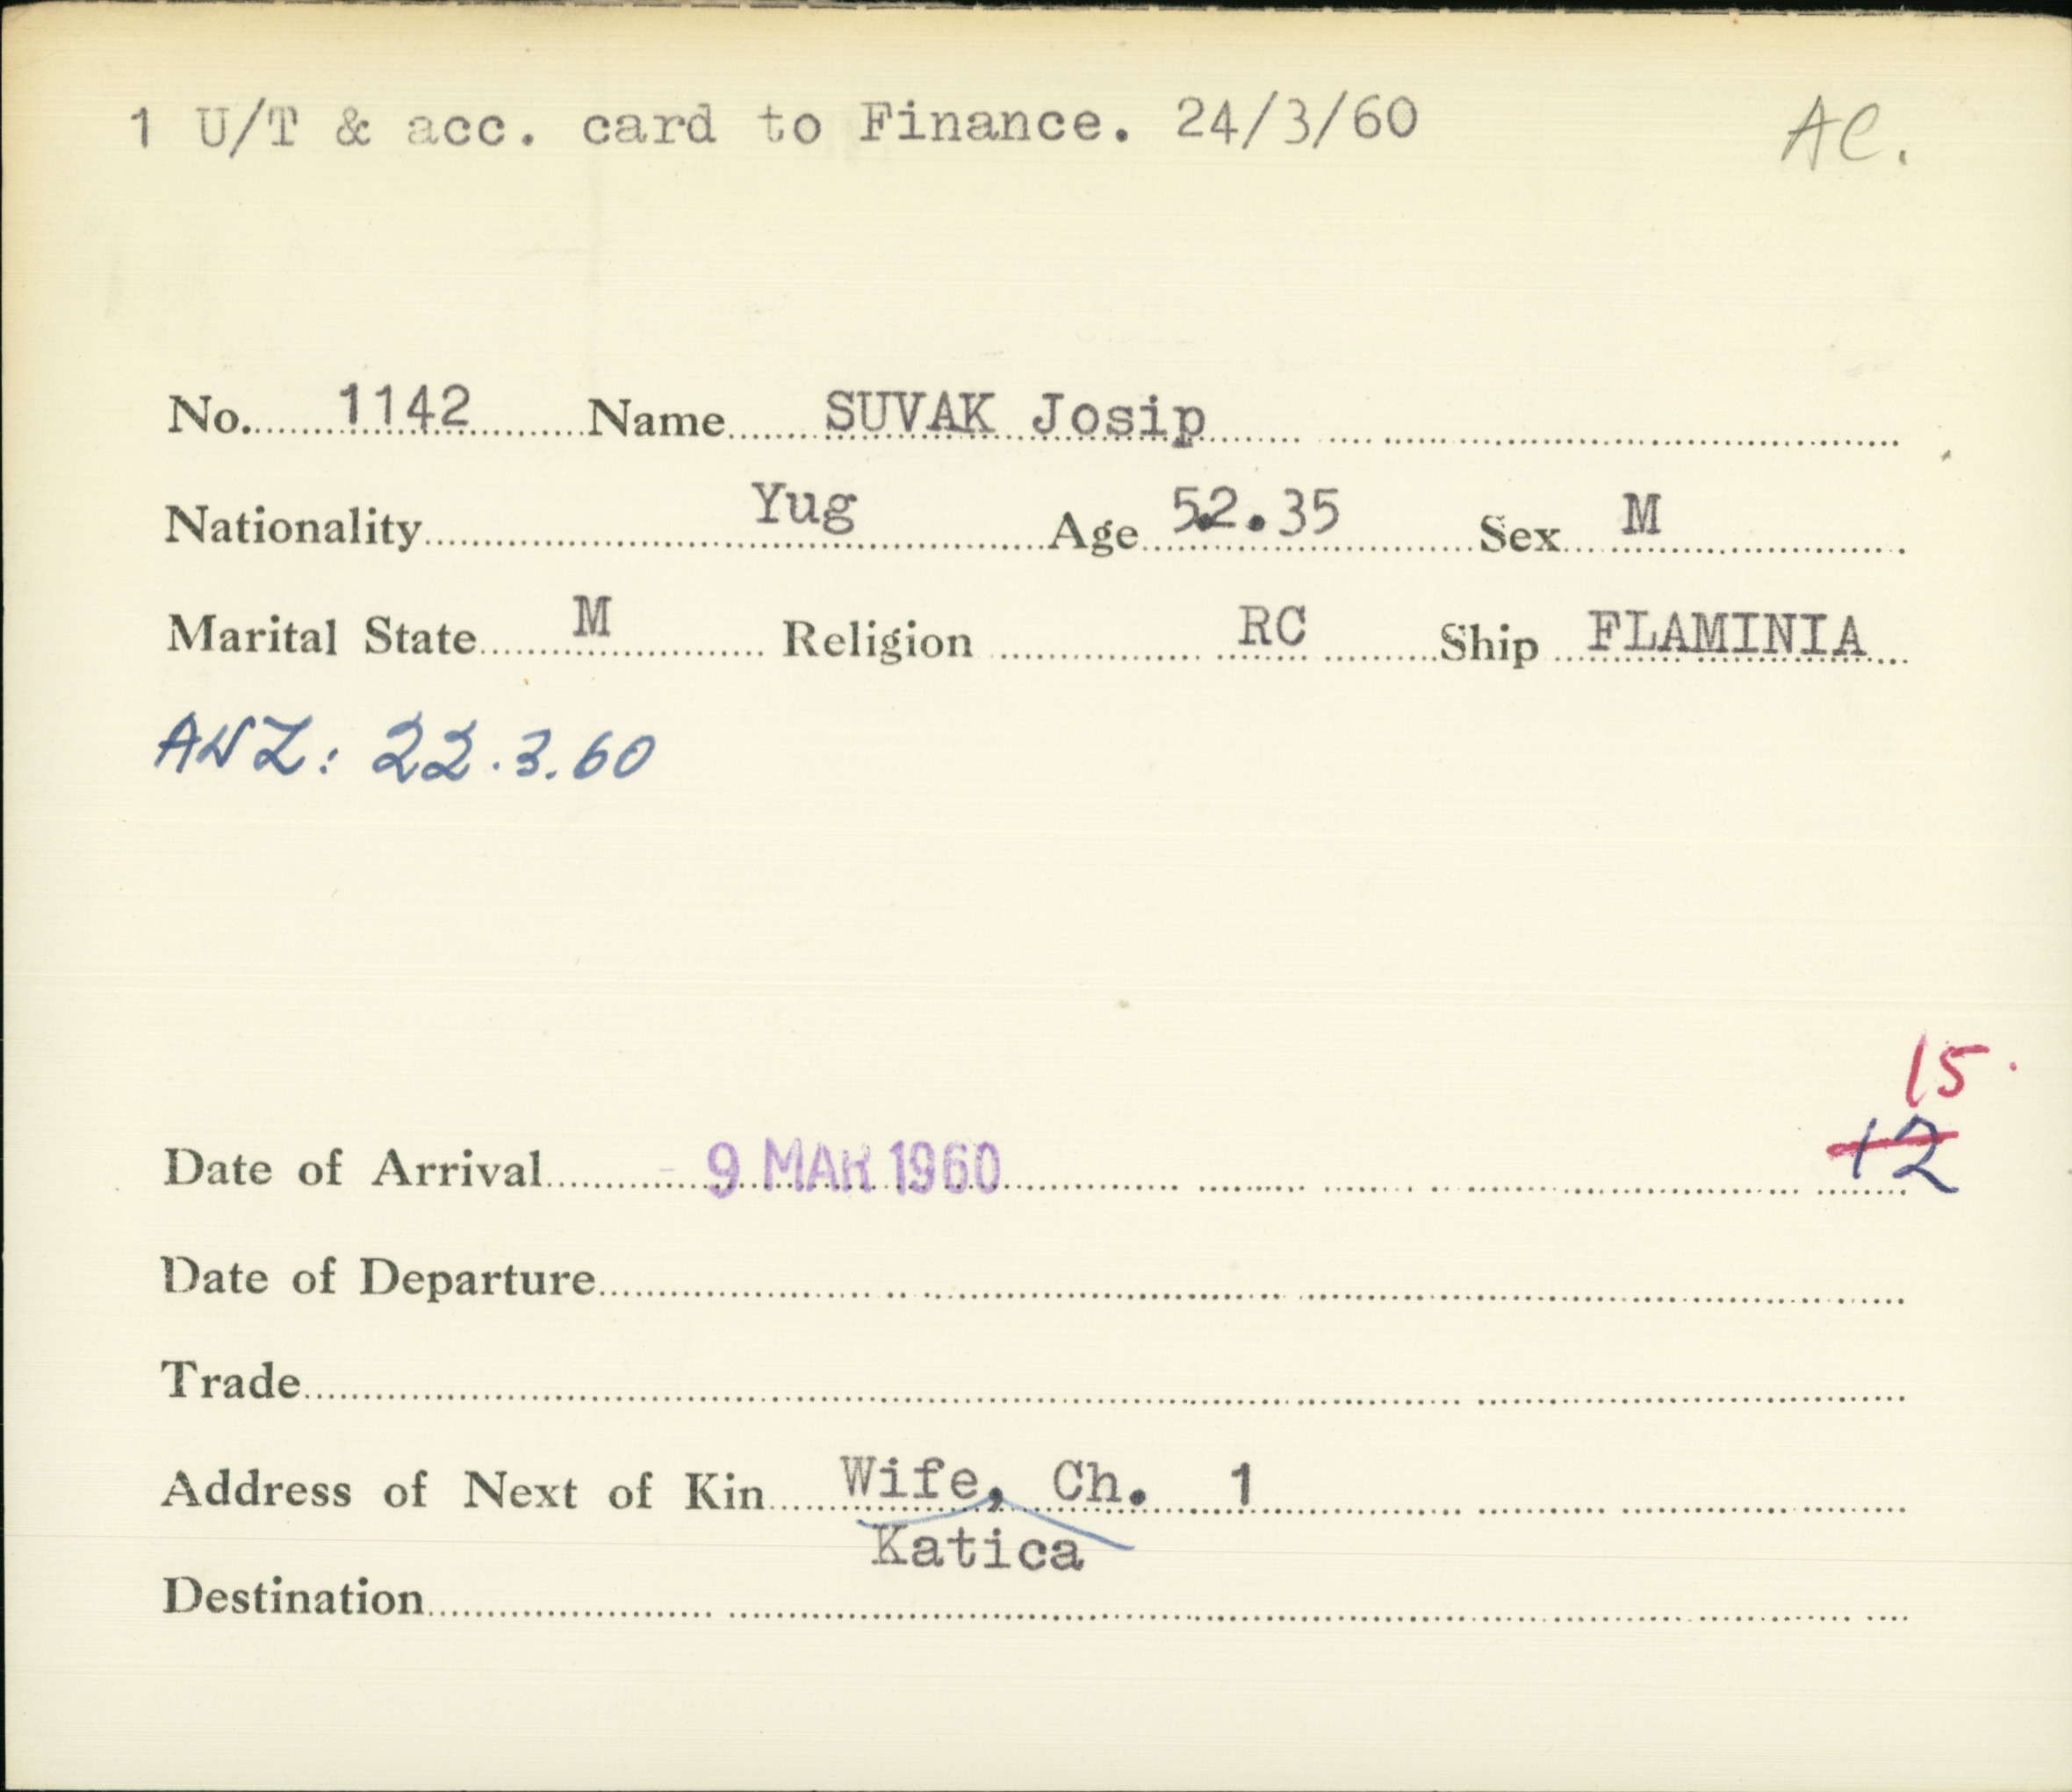 1 U/T & acc. card to Finance. 24/3/60 AC.
No. 1142 Name SUVAK Josip
Nationality Yug Age 5.2.35 Sex M
Marital State M Religion RC Ship FLAMINIA
ANZ: 22.3.60
15.
12
Date of Arrival - 9 MAR 1960
Date of Departure
Trade
Address of Next of Kin Wife, Ch. 1
Katica
Destination